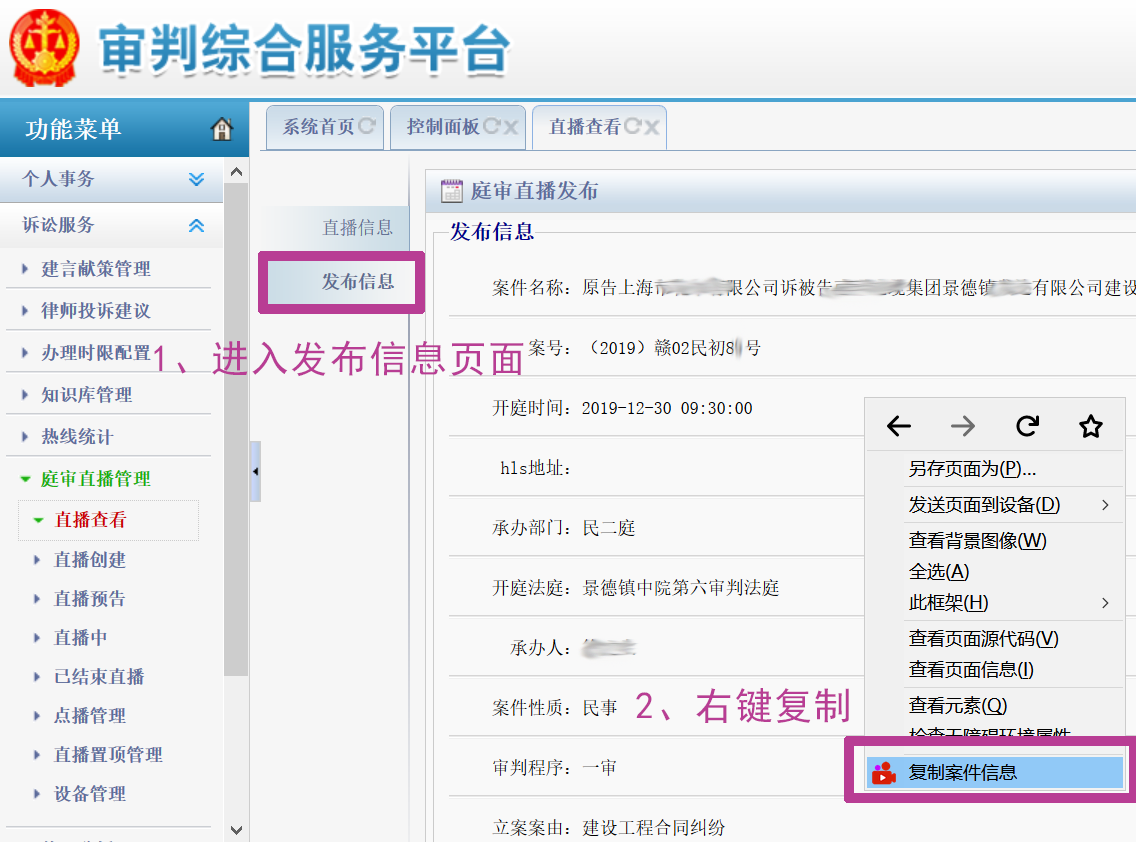 审判综合服务平台
功能菜单
系统首页
控制面板
直播查看
个人事务
诉讼服务
建言献策管理
律师投诉建议
办理时限配置
知识库管理
热线统计
庭审直播管理
直播查看
直播创建
直播预告
直播中
已结束直播
点播管理
直播置顶管理
设备管理
直播信息
发布信息
1、进入发布信息页面
庭审直播发布
发布信息
案件名称：原告上海市 限公司诉被告 集团景德镇 有限公司建设
案号：（2019）赣02民初8 号
开庭时间：2019-12-30 09:30:00
hls地址：
承办部门：民二庭
开庭法庭：景德镇中院第六审判法庭
承办人：
案件性质：民事
2、右键复制
审判程序：一审
立案案由：建设工程合同纠纷
另存页面为(P)...
发送页面到设备(D)
查看背景图像(W)
全选(A)
此框架(H)
查看页面源代码(V)
查看页面信息(I)
查看元素(Q)
检查无障碍环境属性
复制案件信息